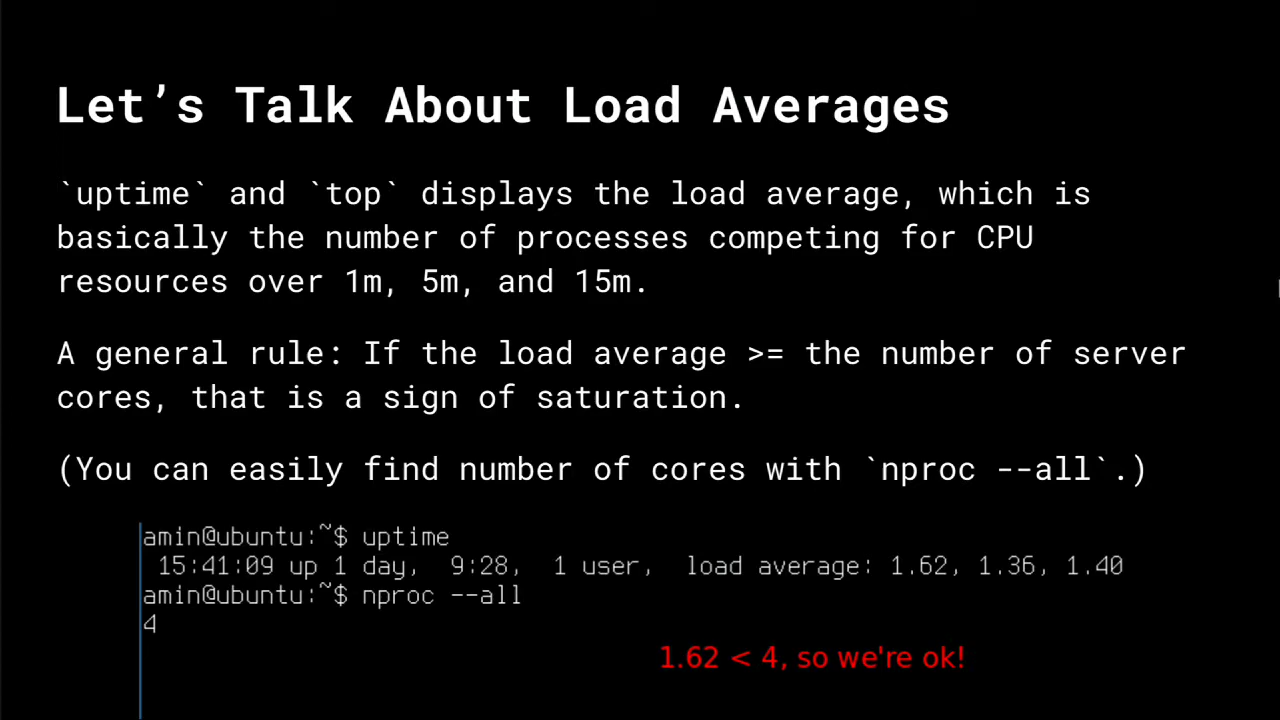 Let’s Talk About Load Averages
`uptime` and `top` displays the load average, which is
basically the number of processes competing for CPU
resources over 1m, 5m, and 15m.
A general rule: If the load average >= the number of server
cores, that is a sign of saturation.
(You can easily find number of cores with `nproc --all`.)
amin@ubuntu:~$ uptime
 15:41:09 up 1 day,  9:28,  1 user,  load average: 1.62, 1.36, 1.40
amin@ubuntu:~$ nproc --all
4
1.62 < 4, so we're ok!